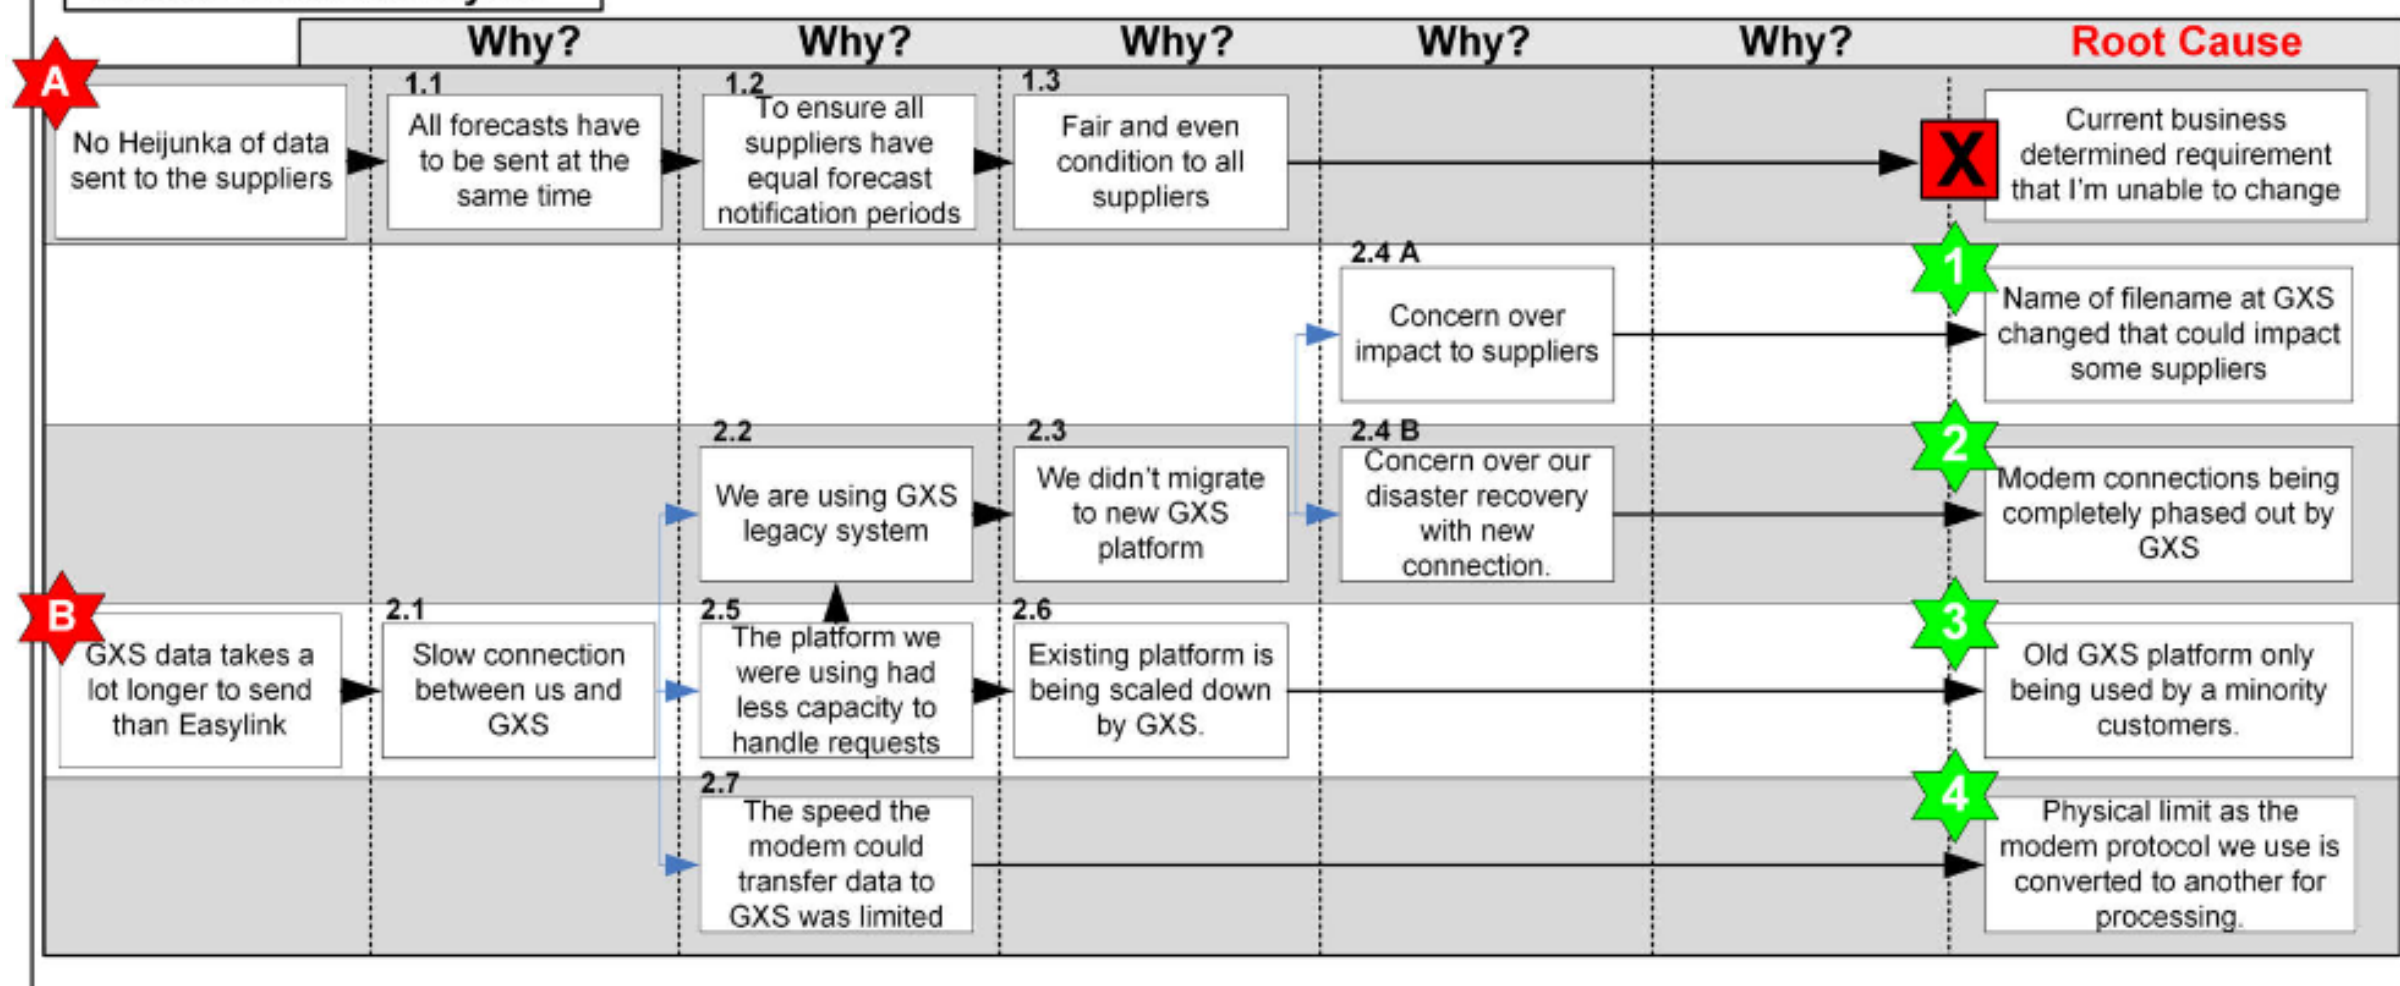 Why? Why? Why? Why? Why? Root Cause
A
1.1
1.2
1.3
No Heijunka of data
sent to the suppliers
All forecasts have
to be sent at the
same time
To ensure all
suppliers have
equal forecast
notification periods
Fair and even
condition to all
suppliers
X
Current business
determined requirement
that I'm unable to change
2.4 A
Concern over
impact to suppliers
1
Name of filename at GXS
changed that could impact
some suppliers
2.2
We are using GXS
legacy system
2.3
We didn't migrate
to new GXS
platform
2.4 B
Concern over our
disaster recovery
with new
connection.
2
Modem connections being
completely phased out by
GXS
B
GXS data takes a
lot longer to send
than Easylink
2.1
Slow connection
between us and
GXS
2.5
The platform we
were using had
less capacity to
handle requests
2.6
Existing platform is
being scaled down
by GXS.
3
Old GXS platform only
being used by a minority
customers.
2.7
The speed the
modem could
transfer data to
GXS was limited
4
Physical limit as the
modem protocol we use is
converted to another for
processing.